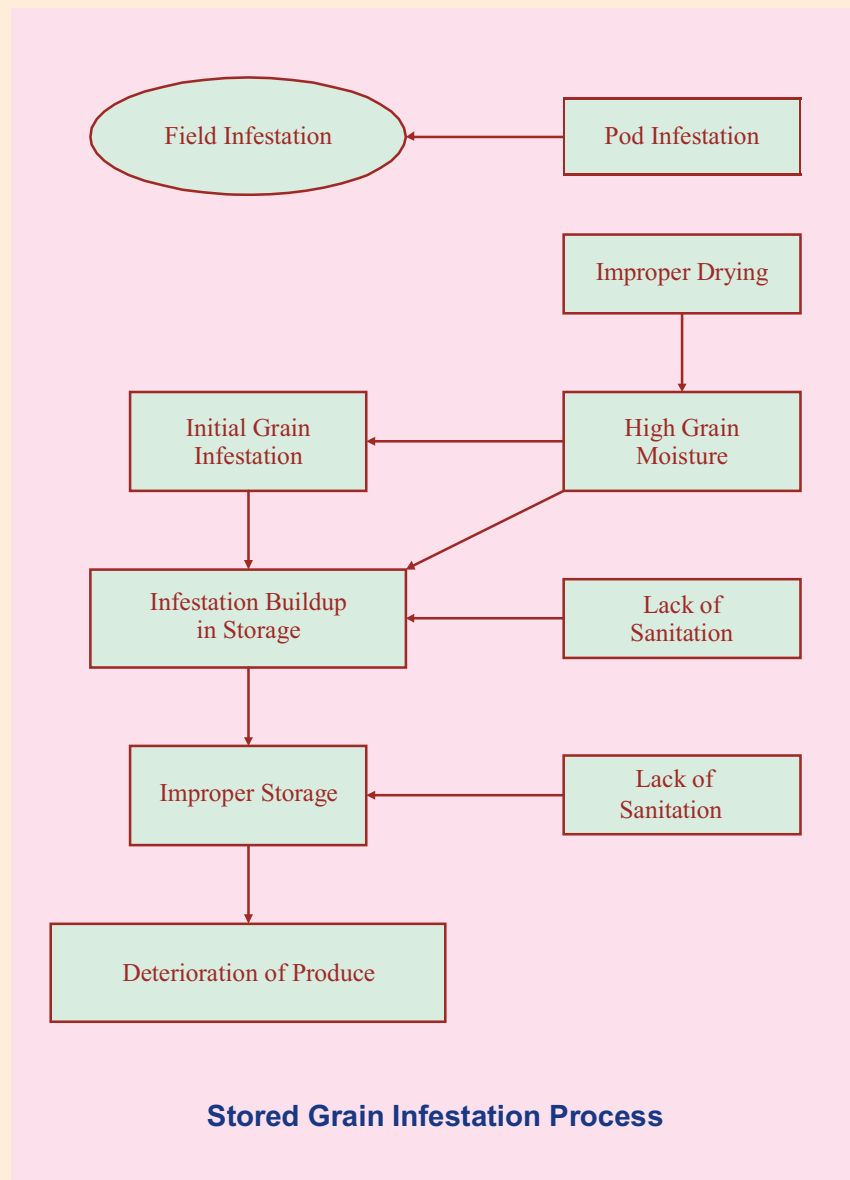 Field Infestation
Pod Infestation
Improper Drying
Initial Grain
Infestation
High Grain
Moisture
Infestation Buildup
in Storage
Lack of
Sanitation
Improper Storage
Lack of
Sanitation
Deterioration of Produce
Stored Grain Infestation Process